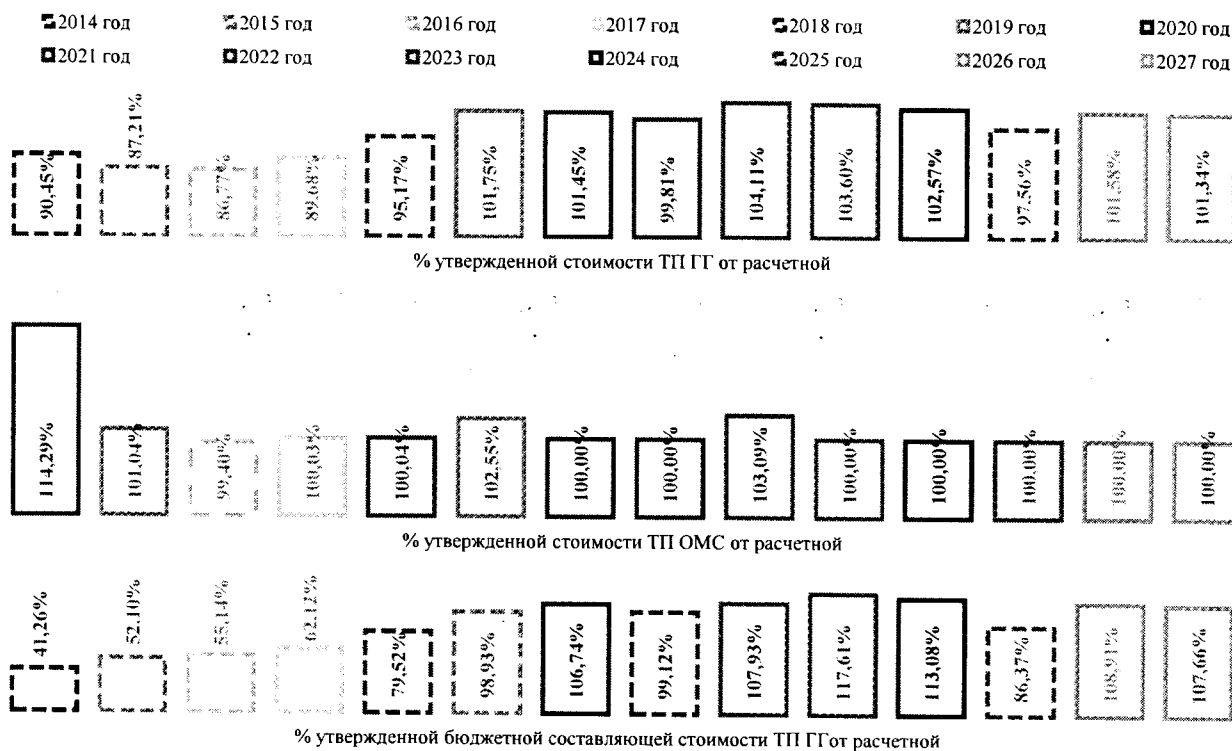 2014 год 2015 год 2016 год 2017 год 2018 год 2019 год 2020 год
2021 год 2022 год 2023 год 2024 год 2025 год 2026 год 2027 год
90,45% 87,21% 86,77% 89,68% 95,17% 101,75% 101,45% 99,81% 104,11% 103,60% 102,57% 97,56% 101,58% 101,34%
% утвержденной стоимости ТП ГГ от расчетной
114,29% 101,04% 99,40% 100,03% 100,04% 102,55% 100,00% 100,00% 103,09% 100,00% 100,00% 100,00% 100,00% 100,00%
% утвержденной стоимости ТП ОМС от расчетной
41,26% 52,10% 55,14% 62,12% 79,52% 98,93% 106,74% 99,12% 107,93% 117,61% 113,08% 86,37% 108,91% 107,66%
% утвержденной бюджетной составляющей стоимости ТП ГГот расчетной